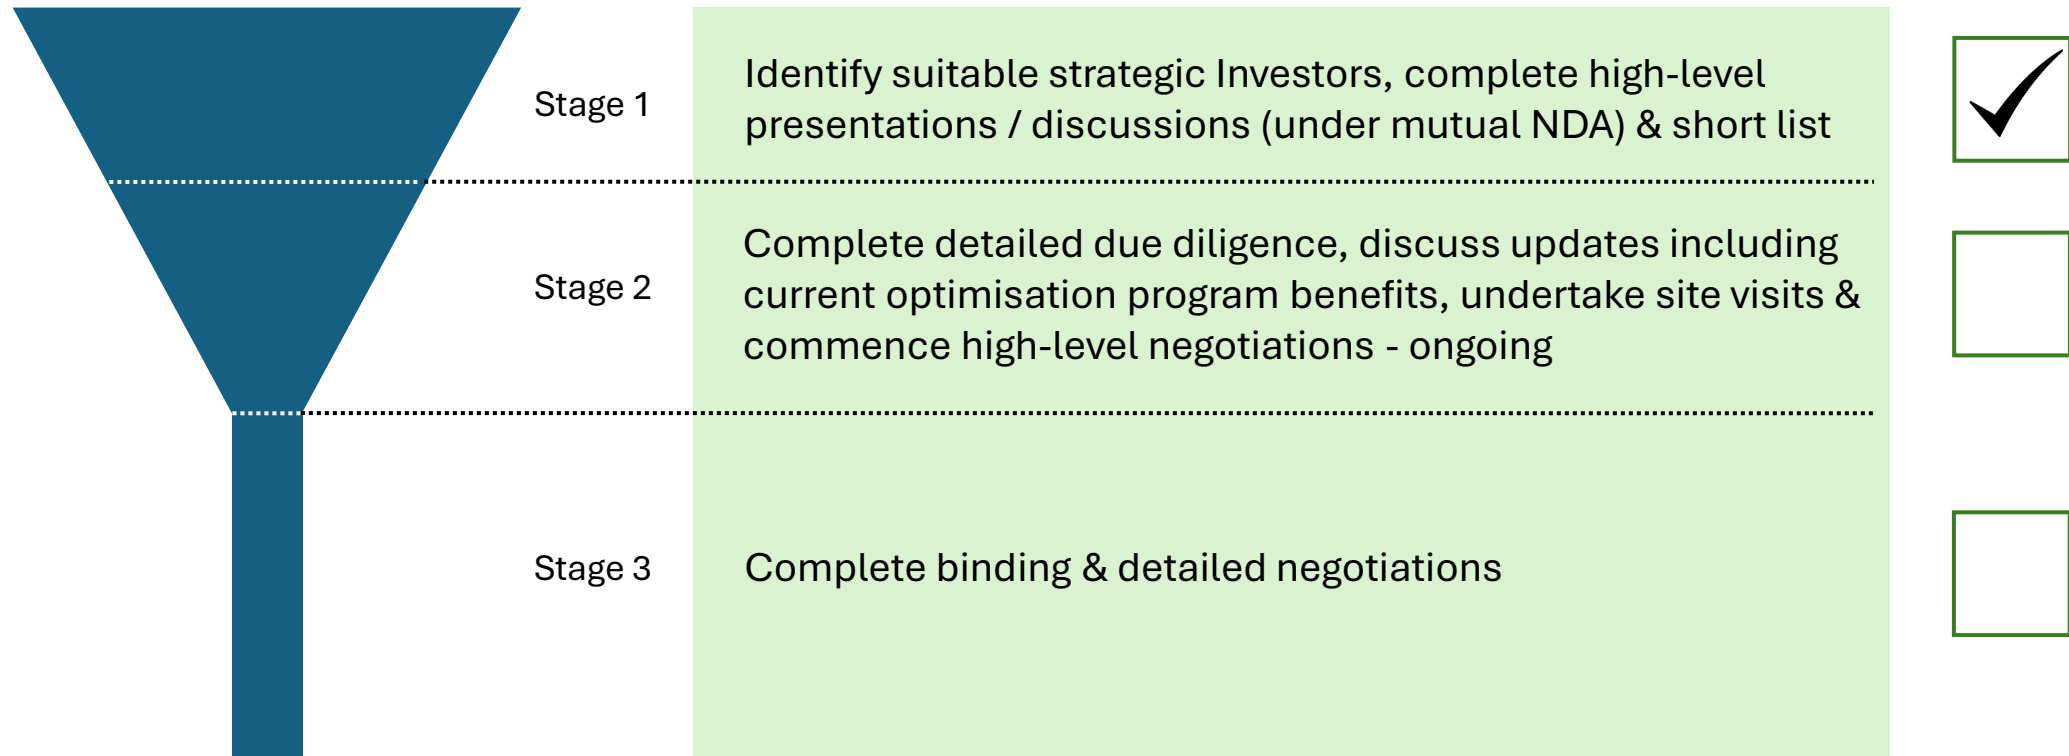 Stage 1
Identify suitable strategic Investors, complete high-level
presentations / discussions (under mutual NDA) & short list
Stage 2
Complete detailed due diligence, discuss updates including
current optimisation program benefits, undertake site visits &
commence high-level negotiations - ongoing
Stage 3
Complete binding & detailed negotiations